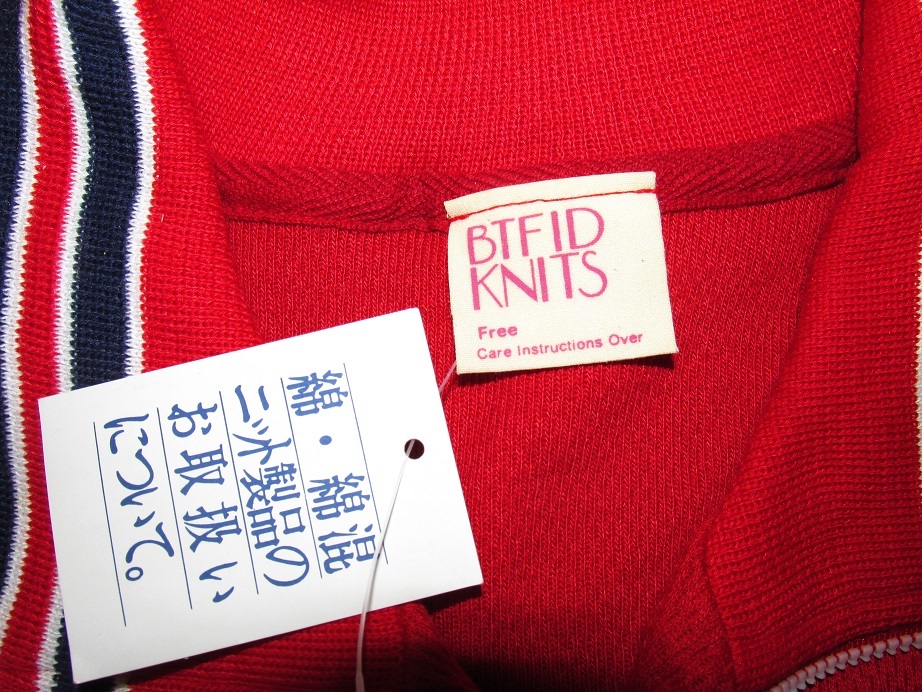 BTFID
KNITS
Free
Care Instructions Over
綿・綿混
ニット製品の
お取扱い
について。